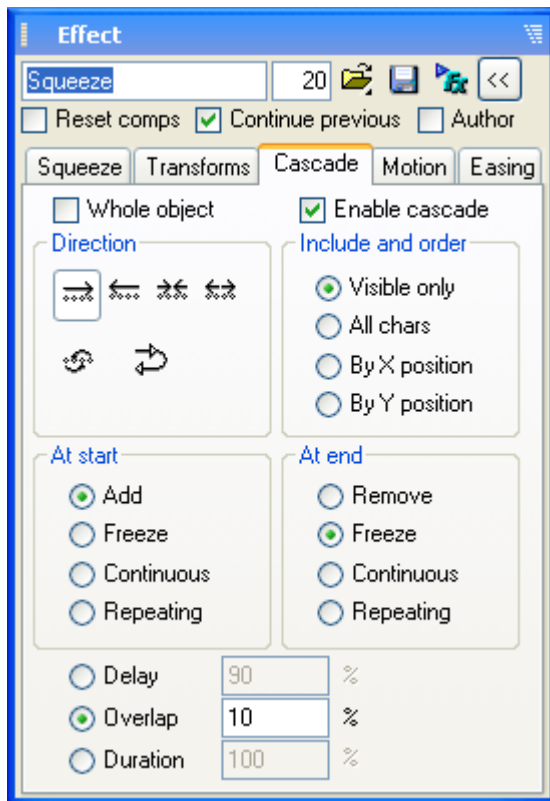 Effect
Squeeze 20 <<
Reset comps Continue previous Author
Squeeze Transforms Cascade Motion Easing
Whole object Enable cascade
Direction
Include and order
Visible only
All chars
By X position
By Y position
At start
Add
Freeze
Continuous
Repeating
At end
Remove
Freeze
Continuous
Repeating
Delay 90 %
Overlap 10 %
Duration 100 %